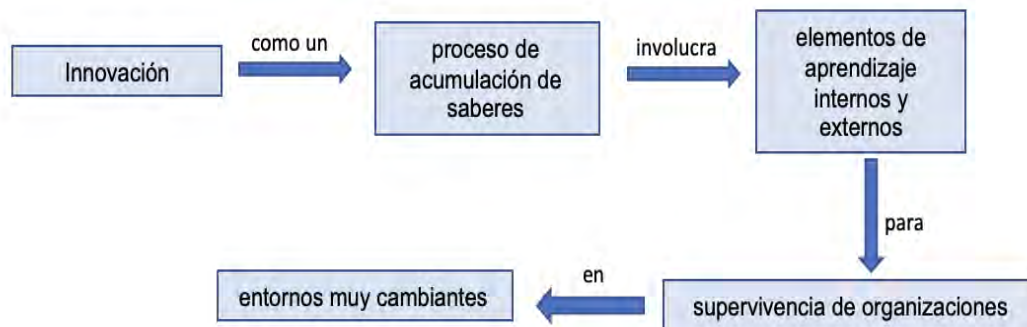 Innovación
como un
proceso de
acumulación de
saberes
involucra
elementos de
aprendizaje
internos y
externos
para
supervivencia de organizaciones
en
entornos muy cambiantes